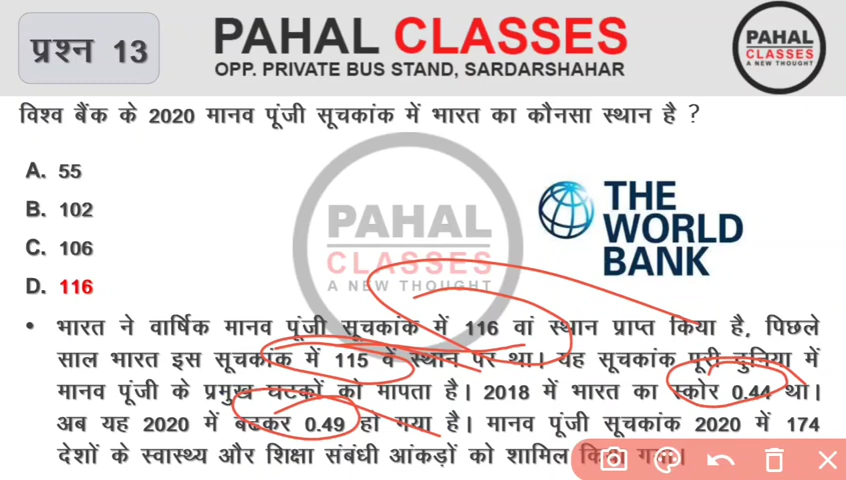 प्रश्न 13
PAHAL CLASSES
OPP. PRIVATE BUS STAND, SARDARSHAHAR
PAHAL
CLASSES
A NEW THOUGHT
विश्व बैंक के 2020 मानव पूंजी सूचकांक में भारत का कौनसा स्थान है ?
A. 55
B. 102
C. 106
D. 116
PAHAL
CLASSES
A NEW THOUGHT
THE
WORLD
BANK
• भारत ने वार्षिक मानव पूंजी सूचकांक में 116 वां स्थान प्राप्त किया है, पिछले
साल भारत इस सूचकांक में 115 वें स्थान पर था। यह सूचकांक पूरी दुनिया में
मानव पूंजी के प्रमुख घटकों को मापता है। 2018 में भारत का स्कोर 0.44 था।
अब यह 2020 में बढकर 0.49 हो गया है। मानव पूंजी सूचकांक 2020 में 174
देशों के स्वास्थ्य और शिक्षा संबंधी आंकड़ों को शामिल किया गया।